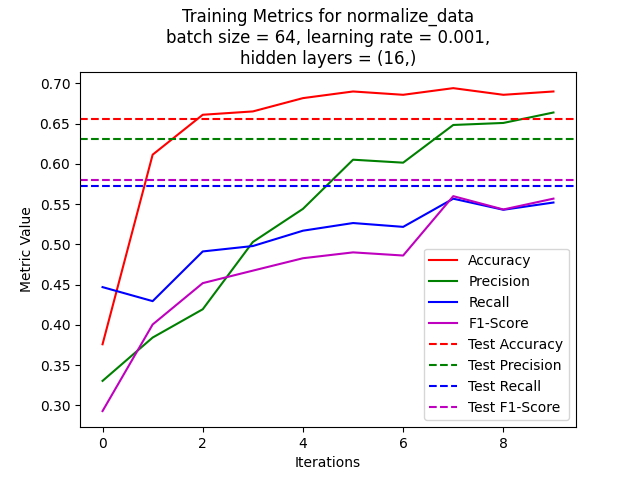 Training Metrics for normalize_data
batch size = 64, learning rate = 0.001,
hidden layers = (16,)
Metric Value
0.70
0.65
0.60
0.55
0.50
0.45
0.40
0.35
0.30
Accuracy
Precision
Recall
F1-Score
Test Accuracy
Test Precision
Test Recall
Test F1-Score
0 2 4 6 8
Iterations